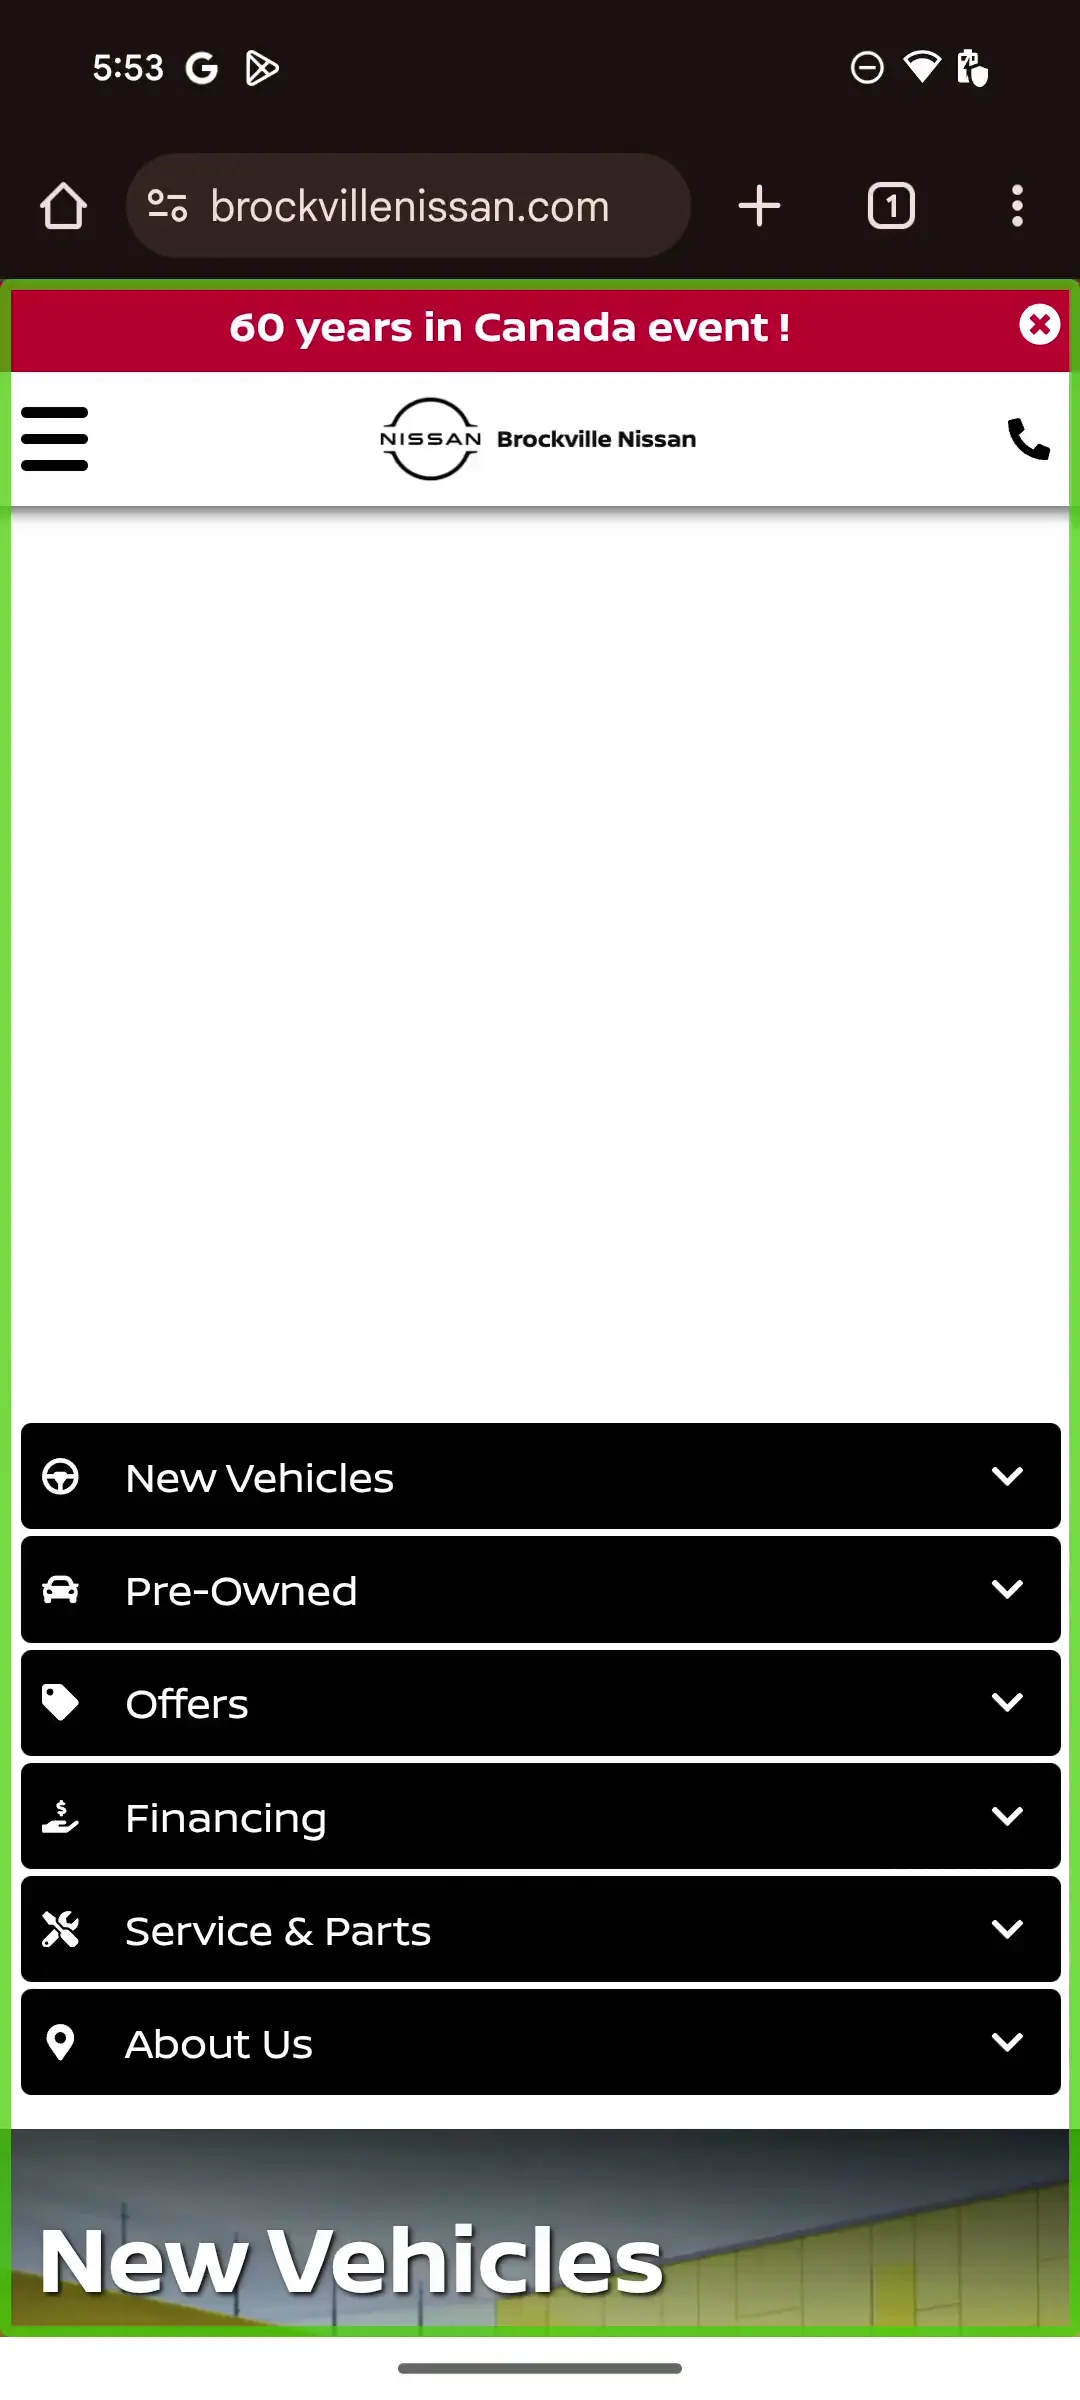 5:53
brockvillenissan.com
1
60 years in Canada event !
NISSAN Brockville Nissan
New Vehicles
Pre-Owned
Offers
Financing
Service & Parts
About Us
New Vehicles